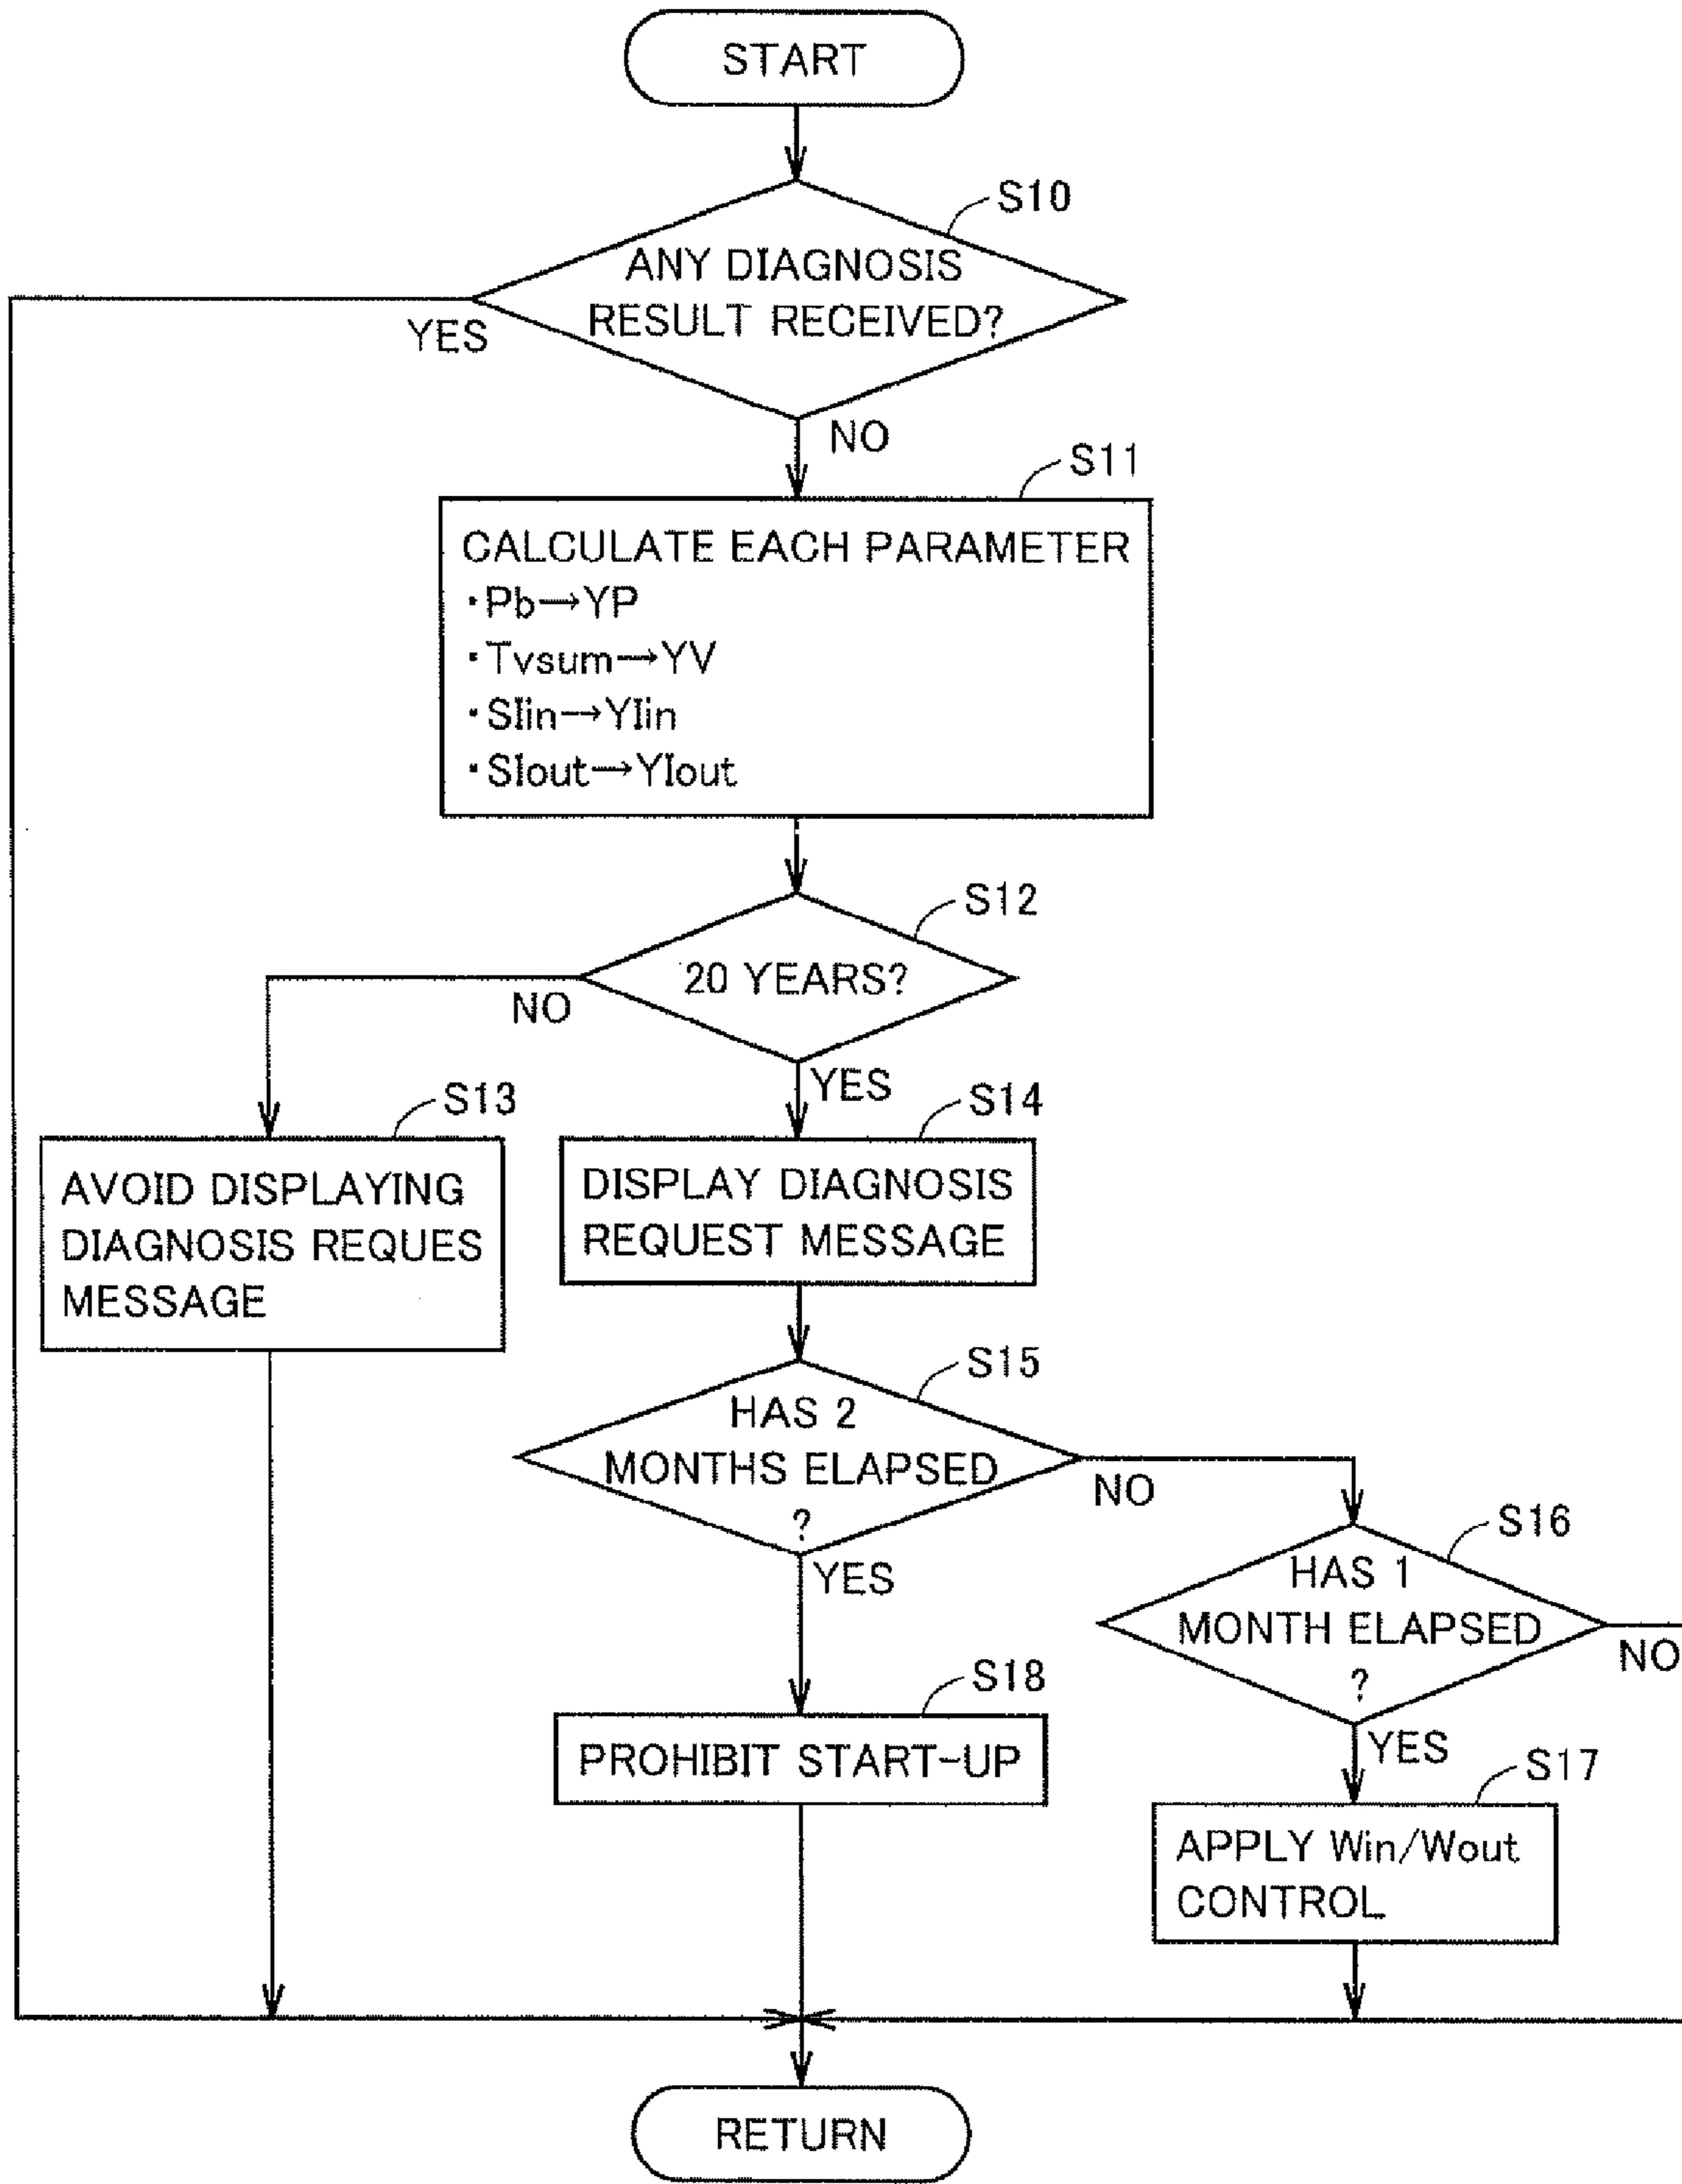 START
S10
ANY DIAGNOSIS
RESULT RECEIVED?
YES
NO
S11
CALCULATE EACH PARAMETER
・Pb→YP
・Tvsum→YV
・SIin→YIin
・SIout→YIout
S12
20 YEARS?
NO
YES
S13
AVOID DISPLAYING
DIAGNOSIS REQUES
MESSAGE
S14
DISPLAY DIAGNOSIS
REQUEST MESSAGE
S15
HAS 2
MONTHS ELAPSED
?
NO
YES
S16
HAS 1
MONTH ELAPSED
?
NO
YES
S18
PROHIBIT START-UP
S17
APPLY Win/Wout
CONTROL
RETURN